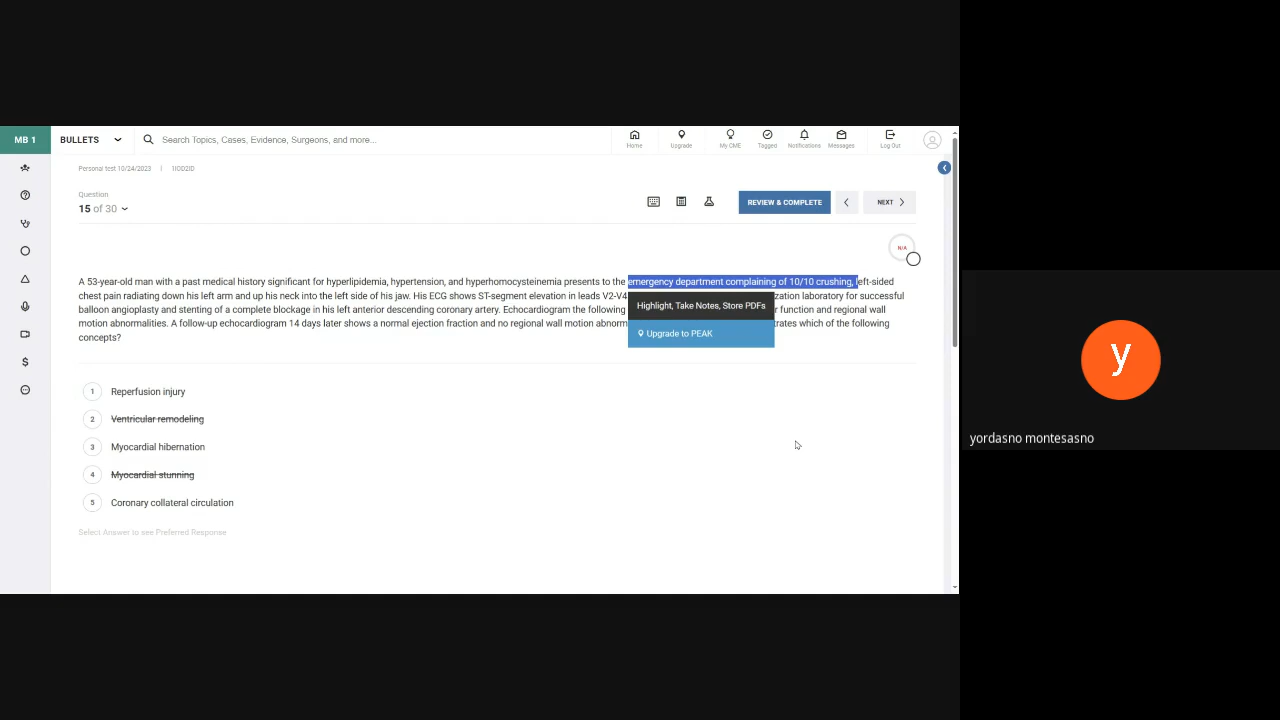 MB 1
BULLETS
Search Topics, Cases, Evidence, Surgeons, and more...
Home
Upgrade
My CME
Tagged
Notifications
Messages
Log Out
Personal test 10/24/2023 |
Question
15 of 30
REVIEW & COMPLETE
NEXT
N/A
A 53-year-old man with a past medical history significant for hyperlipidemia, hypertension, and hyperhomocysteinemia presents to the emergency department complaining of 10/10 crushing, left-sided
chest pain radiating down his left arm and up his neck into the left side of his jaw. His ECG shows ST-segment elevation in leads V2-V4 zation laboratory for successful
balloon angioplasty and stenting of a complete blockage in his left anterior descending coronary artery. Echocardiogram the following r function and regional wall
motion abnormalities. A follow-up echocardiogram 14 days later shows a normal ejection fraction and no regional wall motion abnorm rates which of the following
concepts?
Highlight, Take Notes, Store PDFs
Upgrade to PEAK
1 Reperfusion injury
2 Ventricular remodeling
3 Myocardial hibernation
4 Myocardial stunning
5 Coronary collateral circulation
Select Answer to see Preferred Response
y
yordasno montesasno